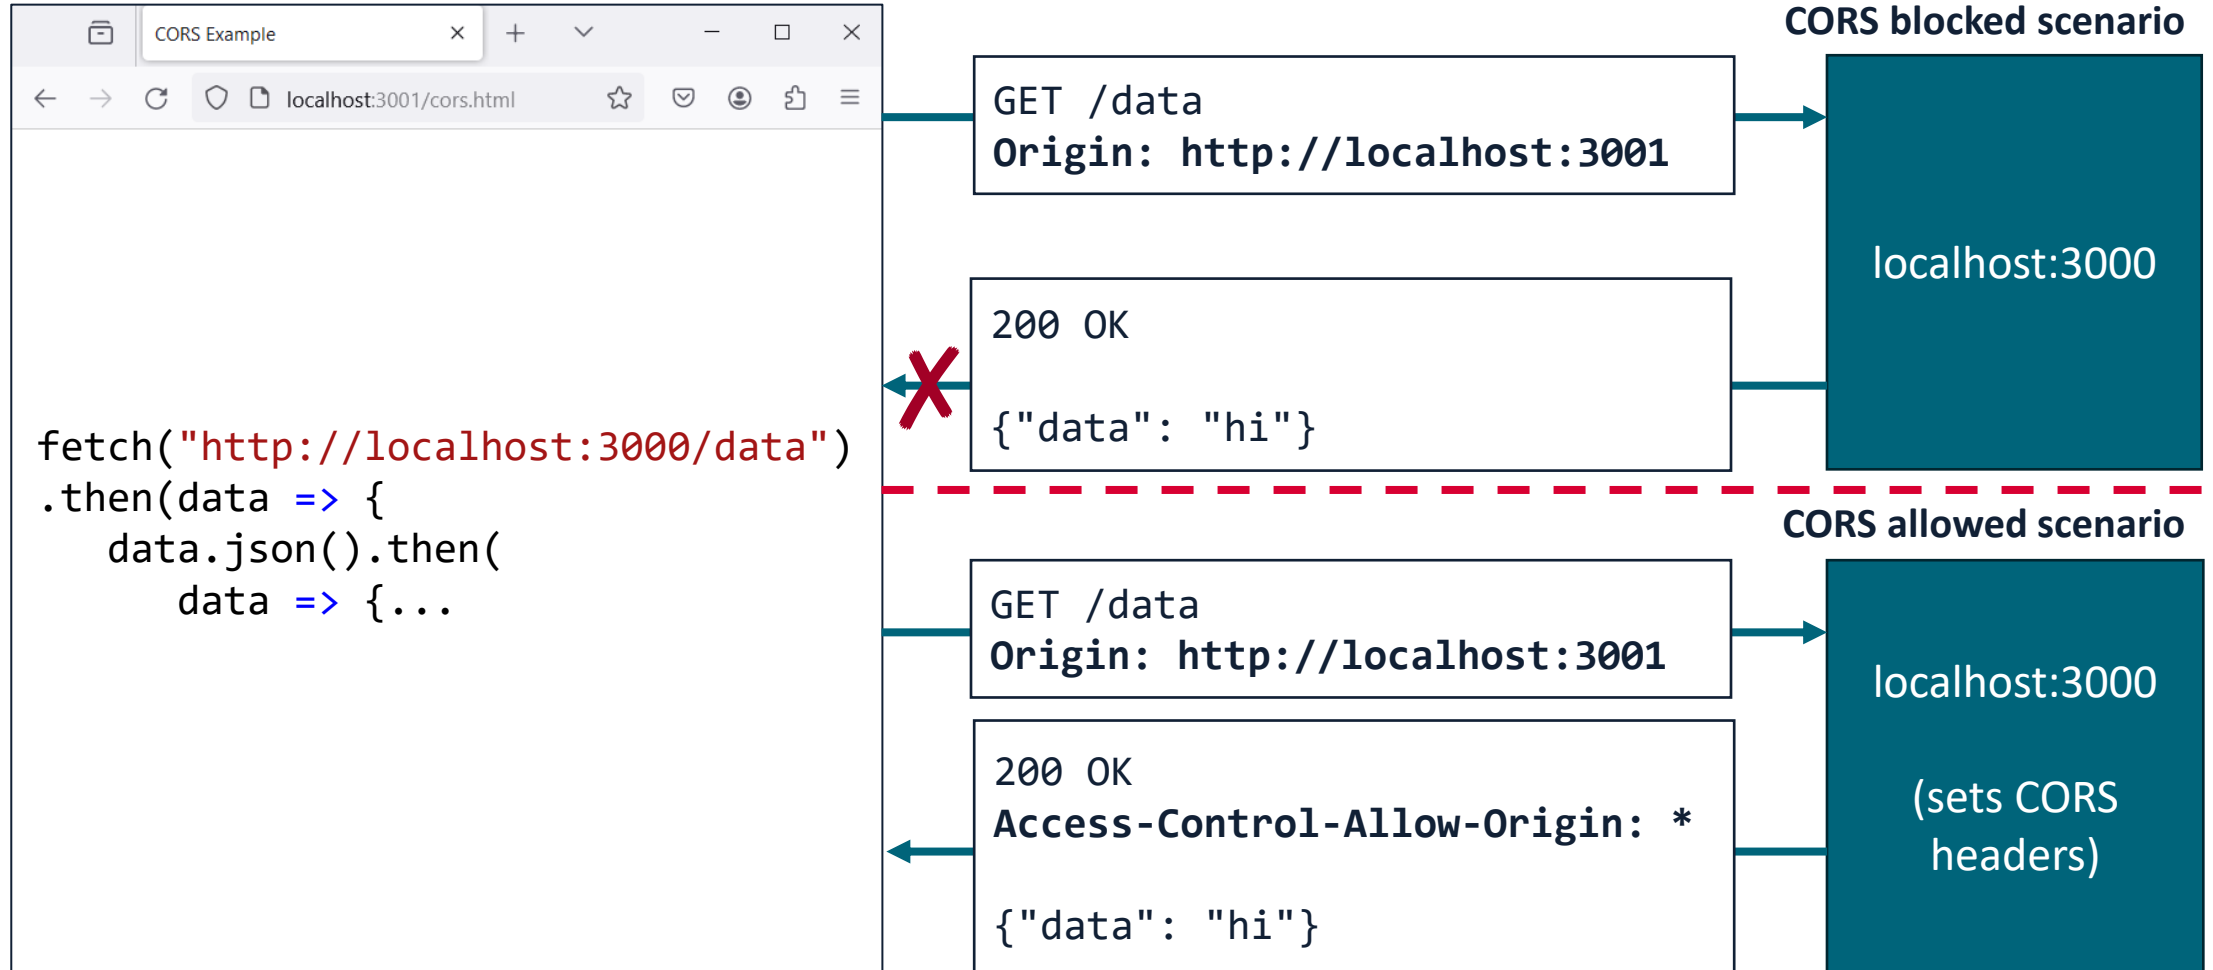 CORS Example
localhost:3001/cors.html
fetch("http://localhost:3000/data")
.then(data => {
data.json().then(
data => {...
CORS blocked scenario
GET /data
Origin: http://localhost:3001
localhost:3000
200 OK
{"data": "hi"}
CORS allowed scenario
GET /data
Origin: http://localhost:3001
localhost:3000
(sets CORS
headers)
200 OK
Access-Control-Allow-Origin: *
{"data": "hi"}